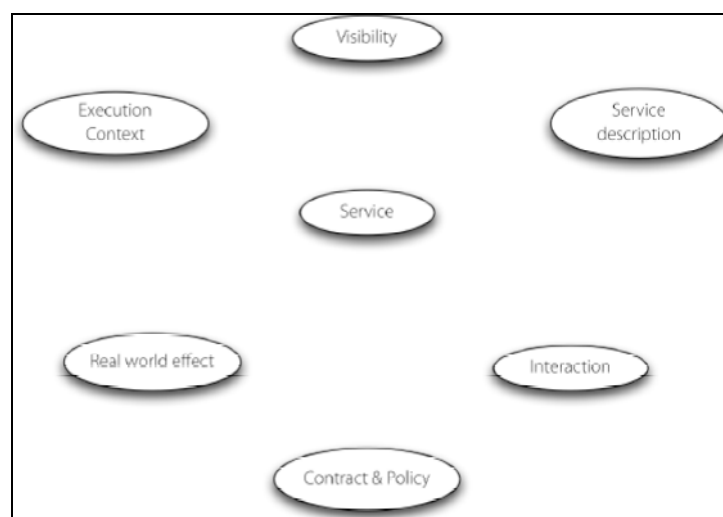 Visibility
Execution
Context
Service
description
Service
Real world effect
Interaction
Contract & Policy